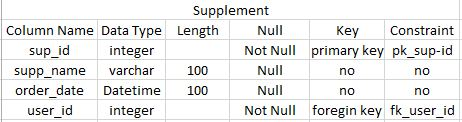 Supplement
Column Name Data Type Length Null Key Constraint
sup_id integer Not Null primary key pk_sup-id
supp_name varchar 100 Null no no
order_date Datetime 100 Null no no
user_id integer Not Null foregin key fk_user_id